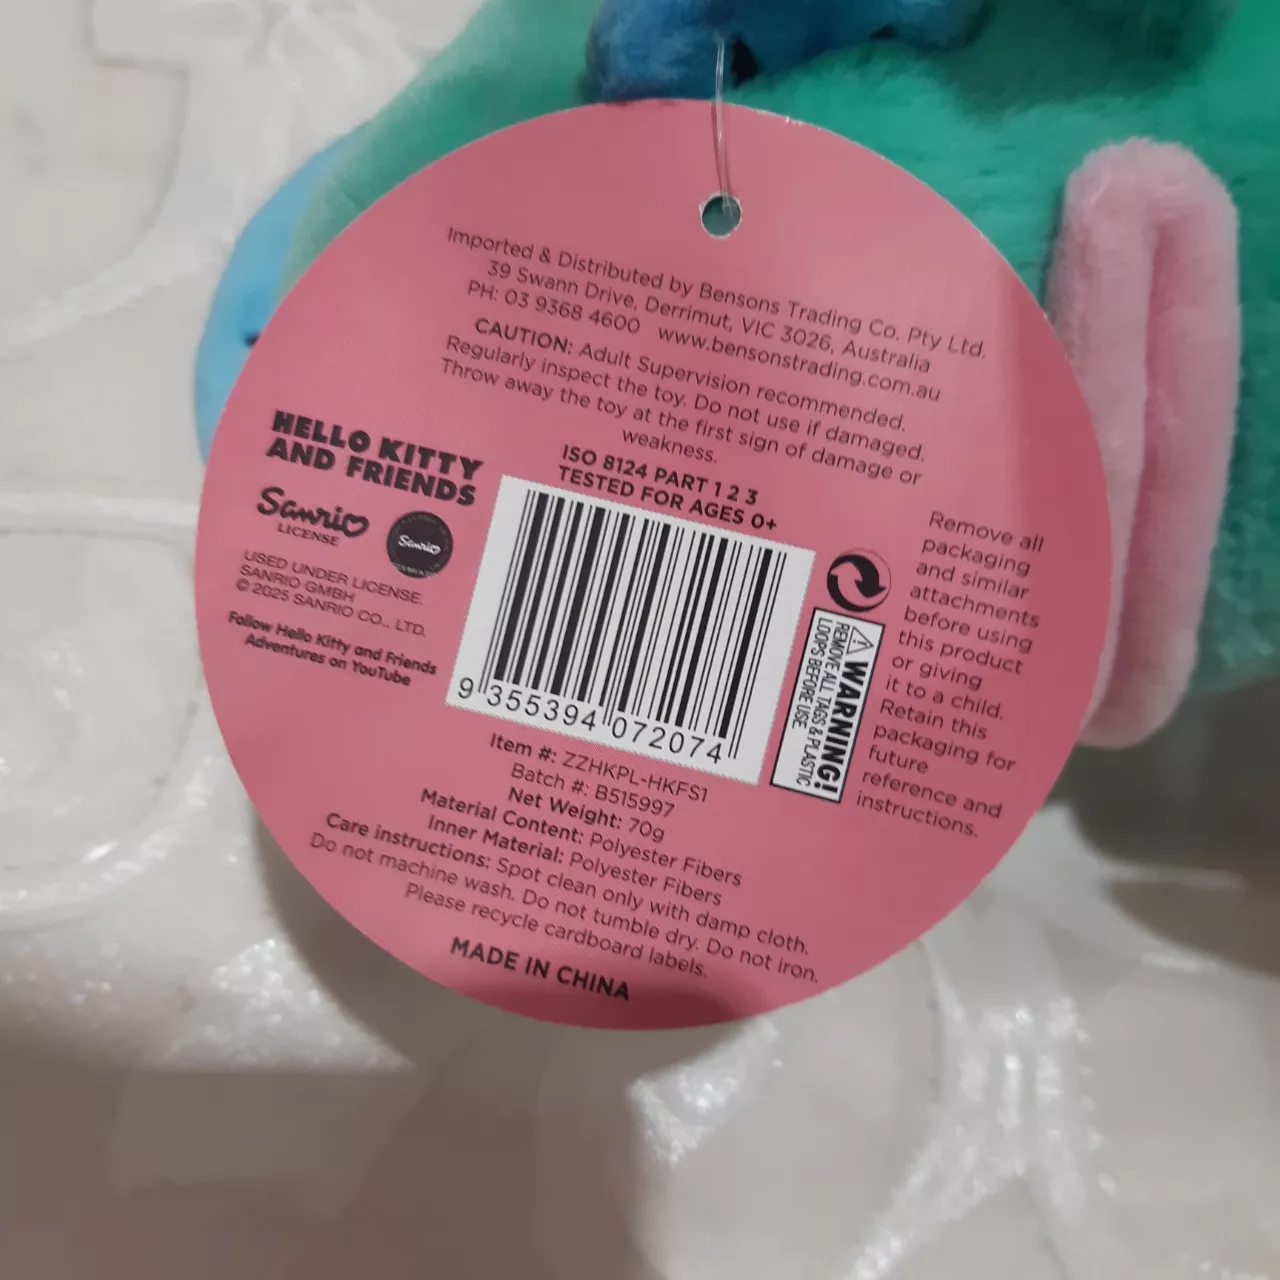 Imported & Distributed by Bensons Trading Co. Pty Ltd.
39 Swann Drive, Derrimut, VIC 3026, Australia
PH: 03 9368 4600 www.bensonstrading.com.au
CAUTION: Adult Supervision recommended.
Regularly inspect the toy. Do not use if damaged.
Throw away the toy at the first sign of damage or
weakness.
ISO 8124 PART 1 2 3
TESTED FOR AGES 0+
HELLO KITTY
AND FRIENDS
Sanrio
LICENSE
Sanrio
USED UNDER LICENSE.
SANRIO GMBH
© 2025 SANRIO CO., LTD.
Follow Hello Kitty and Friends
Adventures on YouTube
9 355394 072074
WARNING!
REMOVE ALL TAGS & PLASTIC
LOOPS BEFORE USE.
Remove all
packaging
and similar
attachments
before using
this product
or giving
it to a child.
Retain this
packaging for
future
reference and
instructions.
Item #: ZZHKPL-HKFS1
Batch #: B515997
Net Weight: 70g
Material Content: Polyester Fibers
Inner Material: Polyester Fibers
Care instructions: Spot clean only with damp cloth.
Do not machine wash. Do not tumble dry. Do not iron.
Please recycle cardboard labels.
MADE IN CHINA